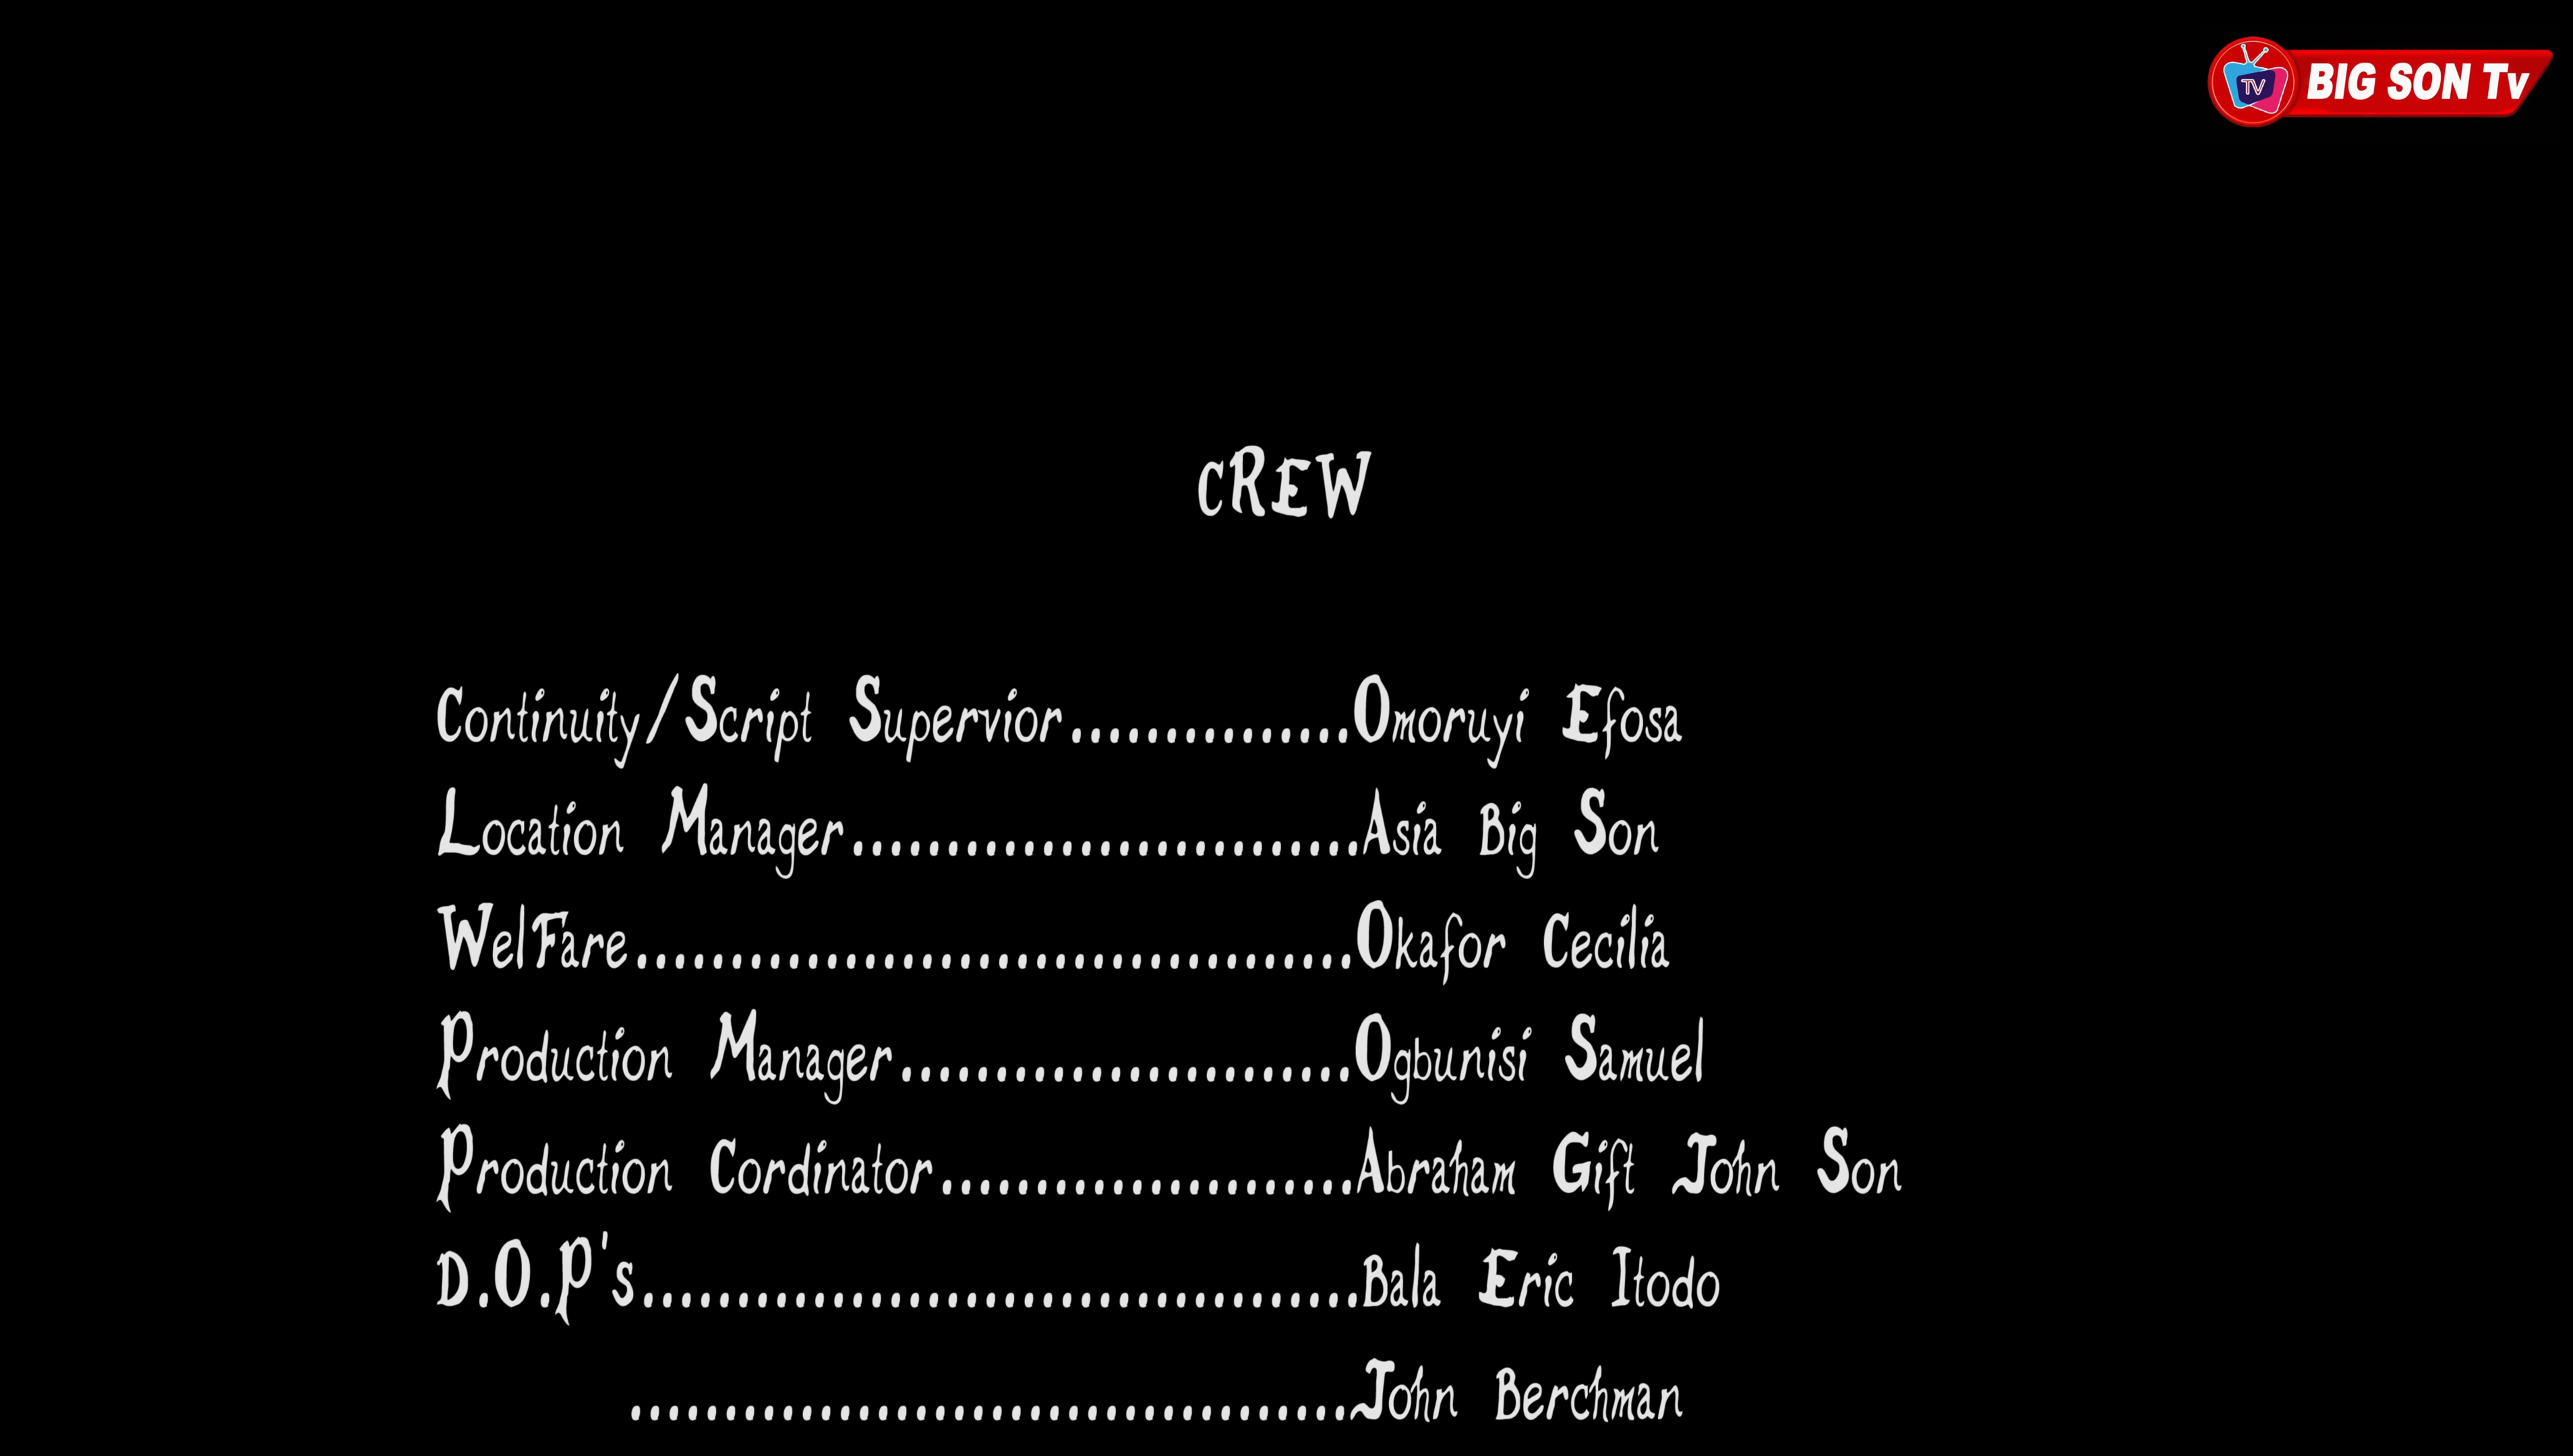 TV BIG SON Tv
CREW
Continuity/Script Supervior...............Omoruyi Efosa
Location Manager...........................Asia Big Son
WelFare......................................Okafor Cecilia
Production Manager........................Ogbunisi Samuel
Production Cordinator......................Abraham Gift John Son
D.O.P's......................................Bala Eric Itodo
......................................John Berchman